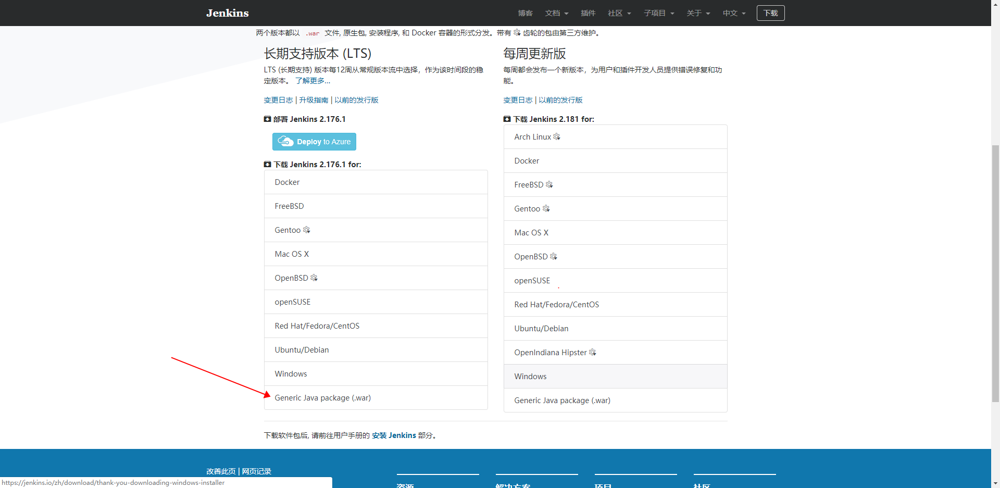 Jenkins
博客 文档 插件 社区 子项目 关于 中文 下载
两个版本都以 .war 文件, 原生包, 安装程序, 和 Docker 容器的形式分发。带有 齿轮的包由第三方维护。
长期支持版本 (LTS)
LTS (长期支持) 版本每12周从常规版本流中选择，作为该时间段的稳
定版本。 了解更多...
变更日志 | 升级指南 | 以前的发行版
部署 Jenkins 2.176.1
Deploy to Azure
下载 Jenkins 2.176.1 for:
Docker
FreeBSD
Gentoo
Mac OS X
OpenBSD
openSUSE
Red Hat/Fedora/CentOS
Ubuntu/Debian
Windows
Generic Java package (.war)
每周更新版
每周都会发布一个新版本，为用户和插件开发人员提供错误修复和功
能。
变更日志 | 以前的发行版
下载 Jenkins 2.181 for:
Arch Linux
Docker
FreeBSD
Gentoo
Mac OS X
OpenBSD
openSUSE
Red Hat/Fedora/CentOS
Ubuntu/Debian
OpenIndiana Hipster
Windows
Generic Java package (.war)
下载软件包后, 请前往用户手册的 安装 Jenkins 部分。
改善此页 | 网页记录
资源 解决方案 项目 社区
https://jenkins.io/zh/download/thank-you-downloading-windows-installer